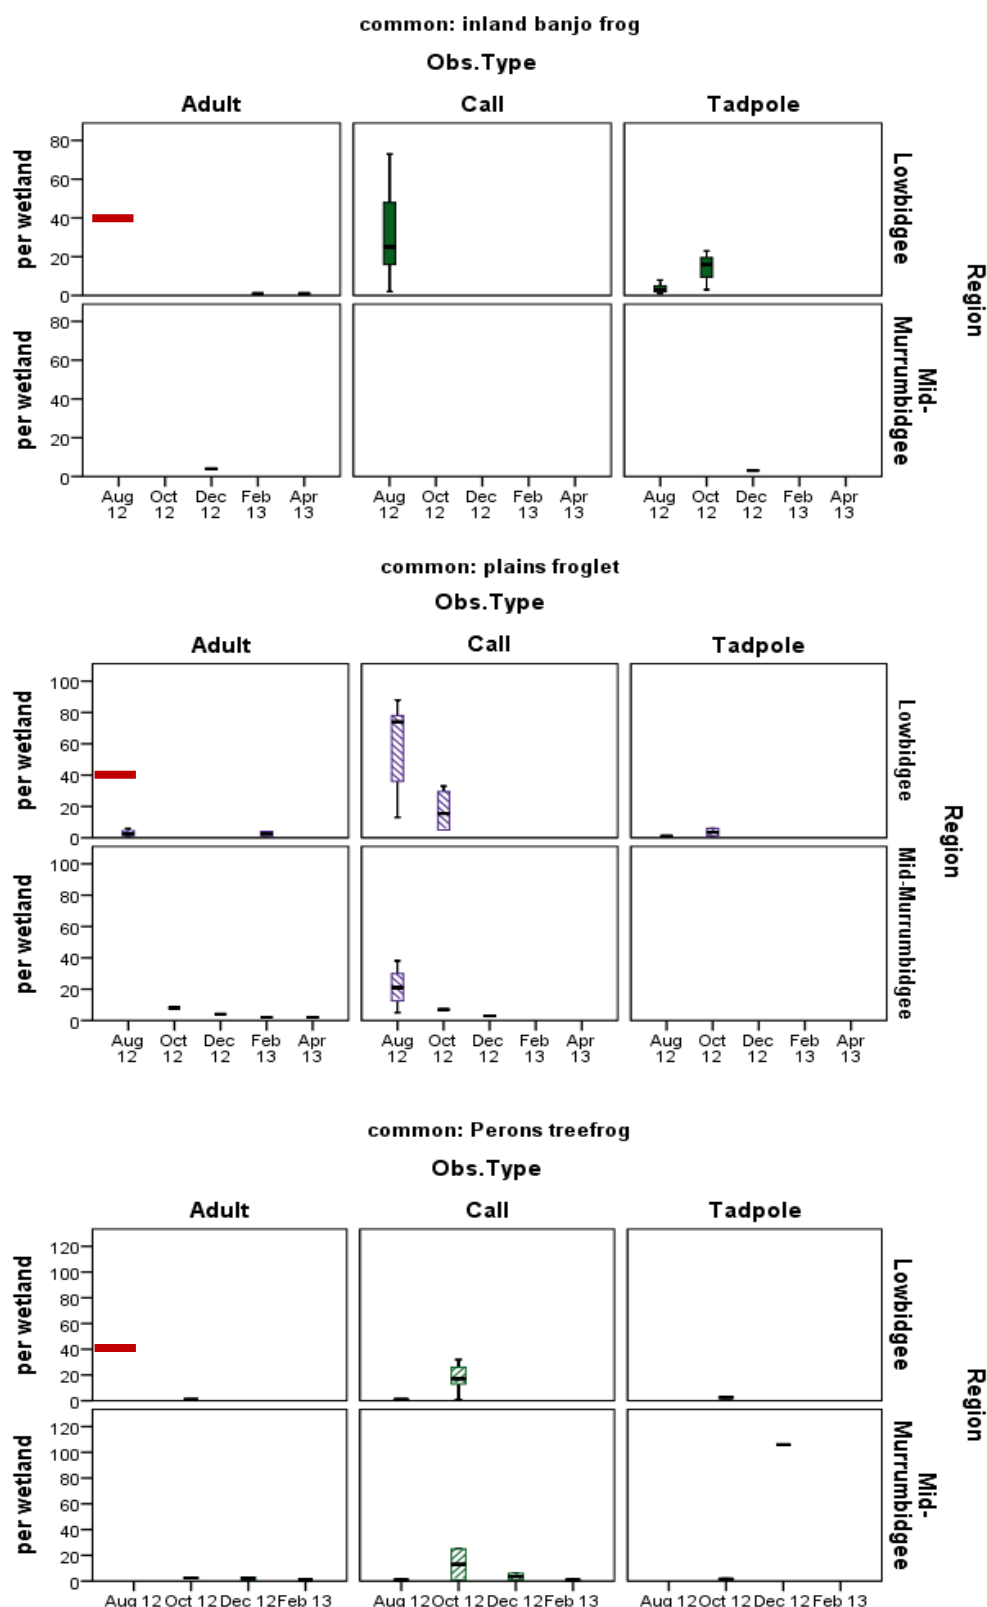 common: inland banjo frog
Obs.Type
Adult Call Tadpole
80
60
40
20
0
per wetland
Lowbidgee
Region
80
60
40
20
0
per wetland
Mid-
Murrumbidgee
Aug Oct Dec Feb Apr Aug Oct Dec Feb Apr Aug Oct Dec Feb Apr
12 12 12 13 13 12 12 12 13 13 12 12 12 13 13
common: plains froglet
Obs.Type
Adult Call Tadpole
100
80
60
40
20
0
per wetland
Lowbidgee
Region
100
80
60
40
20
0
per wetland
Mid-Murrumbidgee
Aug Oct Dec Feb Apr Aug Oct Dec Feb Apr Aug Oct Dec Feb Apr
12 12 12 13 13 12 12 12 13 13 12 12 12 13 13
common: Perons treefrog
Obs.Type
Adult Call Tadpole
120
100
80
60
40
20
0
per wetland
Lowbidgee
Region
120
100
80
60
40
20
0
per wetland
Mid-
Murrumbidgee
Aug 12 Oct 12 Dec 12 Feb 13 Aug 12 Oct 12 Dec 12 Feb 13 Aug 12 Oct 12 Dec 12 Feb 13